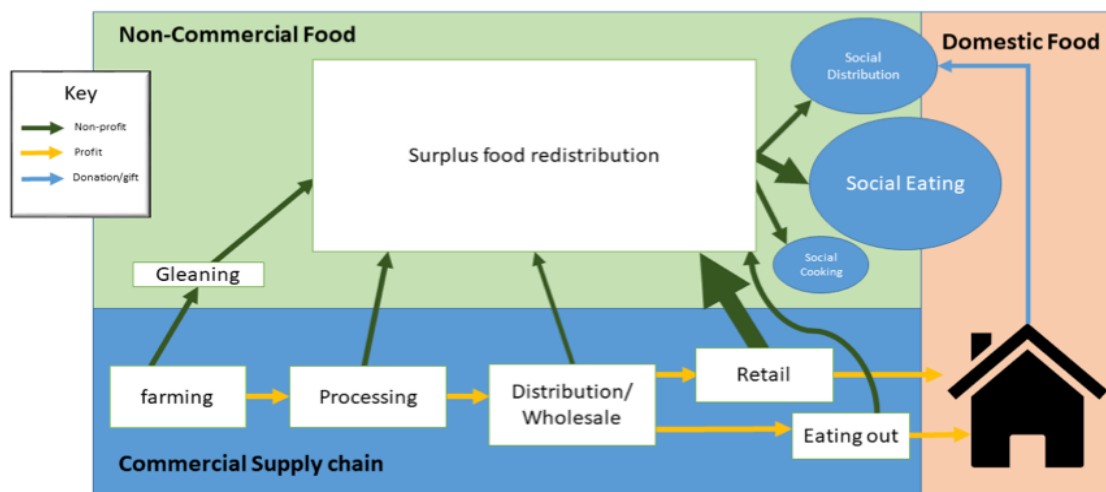 Non-Commercial Food
Domestic Food
Social
Distribution
Key
Non-profit
Profit
Donation/gift
Surplus food redistribution
Social Eating
Social
Cooking
Gleaning
farming
Processing
Distribution/
Wholesale
Retail
Eating out
Commercial Supply chain